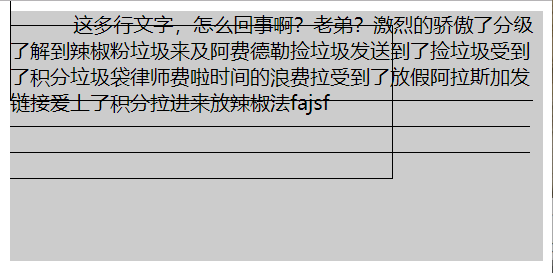 这多行文字，怎么回事啊？老弟？激烈的骄傲了分级
了解到辣椒粉垃圾来及阿费德勒捡垃圾发送到了捡垃圾受到
了积分垃圾袋律师费啦时间的浪费拉受到了放假阿拉斯加发
链接爱上了积分拉进来放辣椒法fajsf